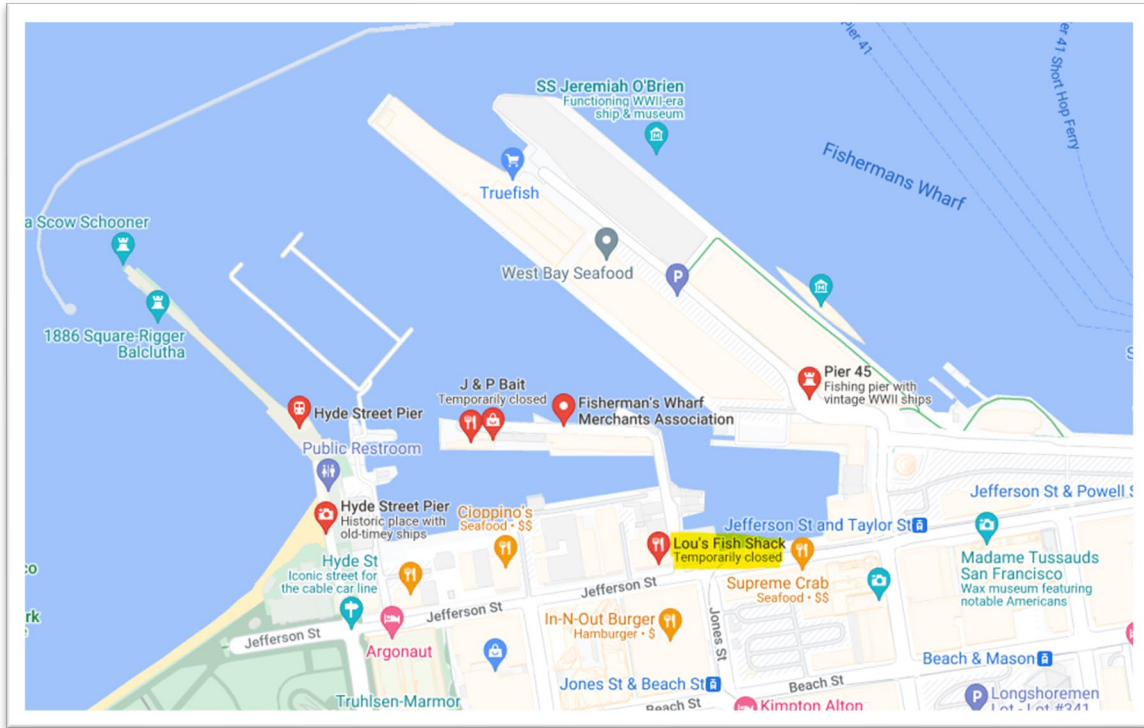 Pier 41
Pier 41 Short Hop Ferry
SS Jeremiah O'Brien
Functioning WWII-era
ship & museum
Fishermans Wharf
Truefish
a Scow Schooner
West Bay Seafood
P
1886 Square-Rigger
Balclutha
Pier 45
Fishing pier with
vintage WWII ships
J & P Bait
Temporarily closed
Fisherman's Wharf
Merchants Association
Hyde Street Pier
Public Restroom
Hyde Street Pier
Historic place with
old-timey ships
Cioppino's
Seafood • $$
Jefferson St & Powell S
Jefferson St and Taylor St
Lou's Fish Shack
Temporarily closed
Hyde St
Iconic street for
the cable car line
Supreme Crab
Seafood • $$
Madame Tussauds
San Francisco
Wax museum featuring
notable Americans
co
rk
Jefferson St
Jefferson St
Jefferson St
In-N-Out Burger
Hamburger • $
Jones St
Argonaut
Beach & Mason
Jones St & Beach St
Beach St
Beach St
Truhlsen-Marmor
Kimpton Alton
P
Longshoremen
Lot - Lot #341